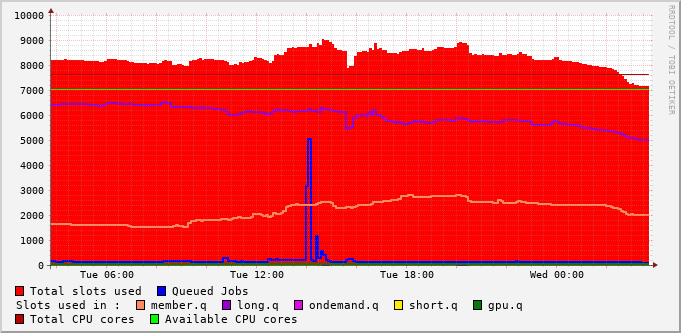 10000
9000
8000
7000
6000
5000
4000
3000
2000
1000
0
Tue 06:00 Tue 12:00 Tue 18:00 Wed 00:00
RRDTOOL / TOBI OETIKER
Total slots used Queued Jobs
Slots used in : member.q long.q ondemand.q short.q gpu.q
Total CPU cores Available CPU cores